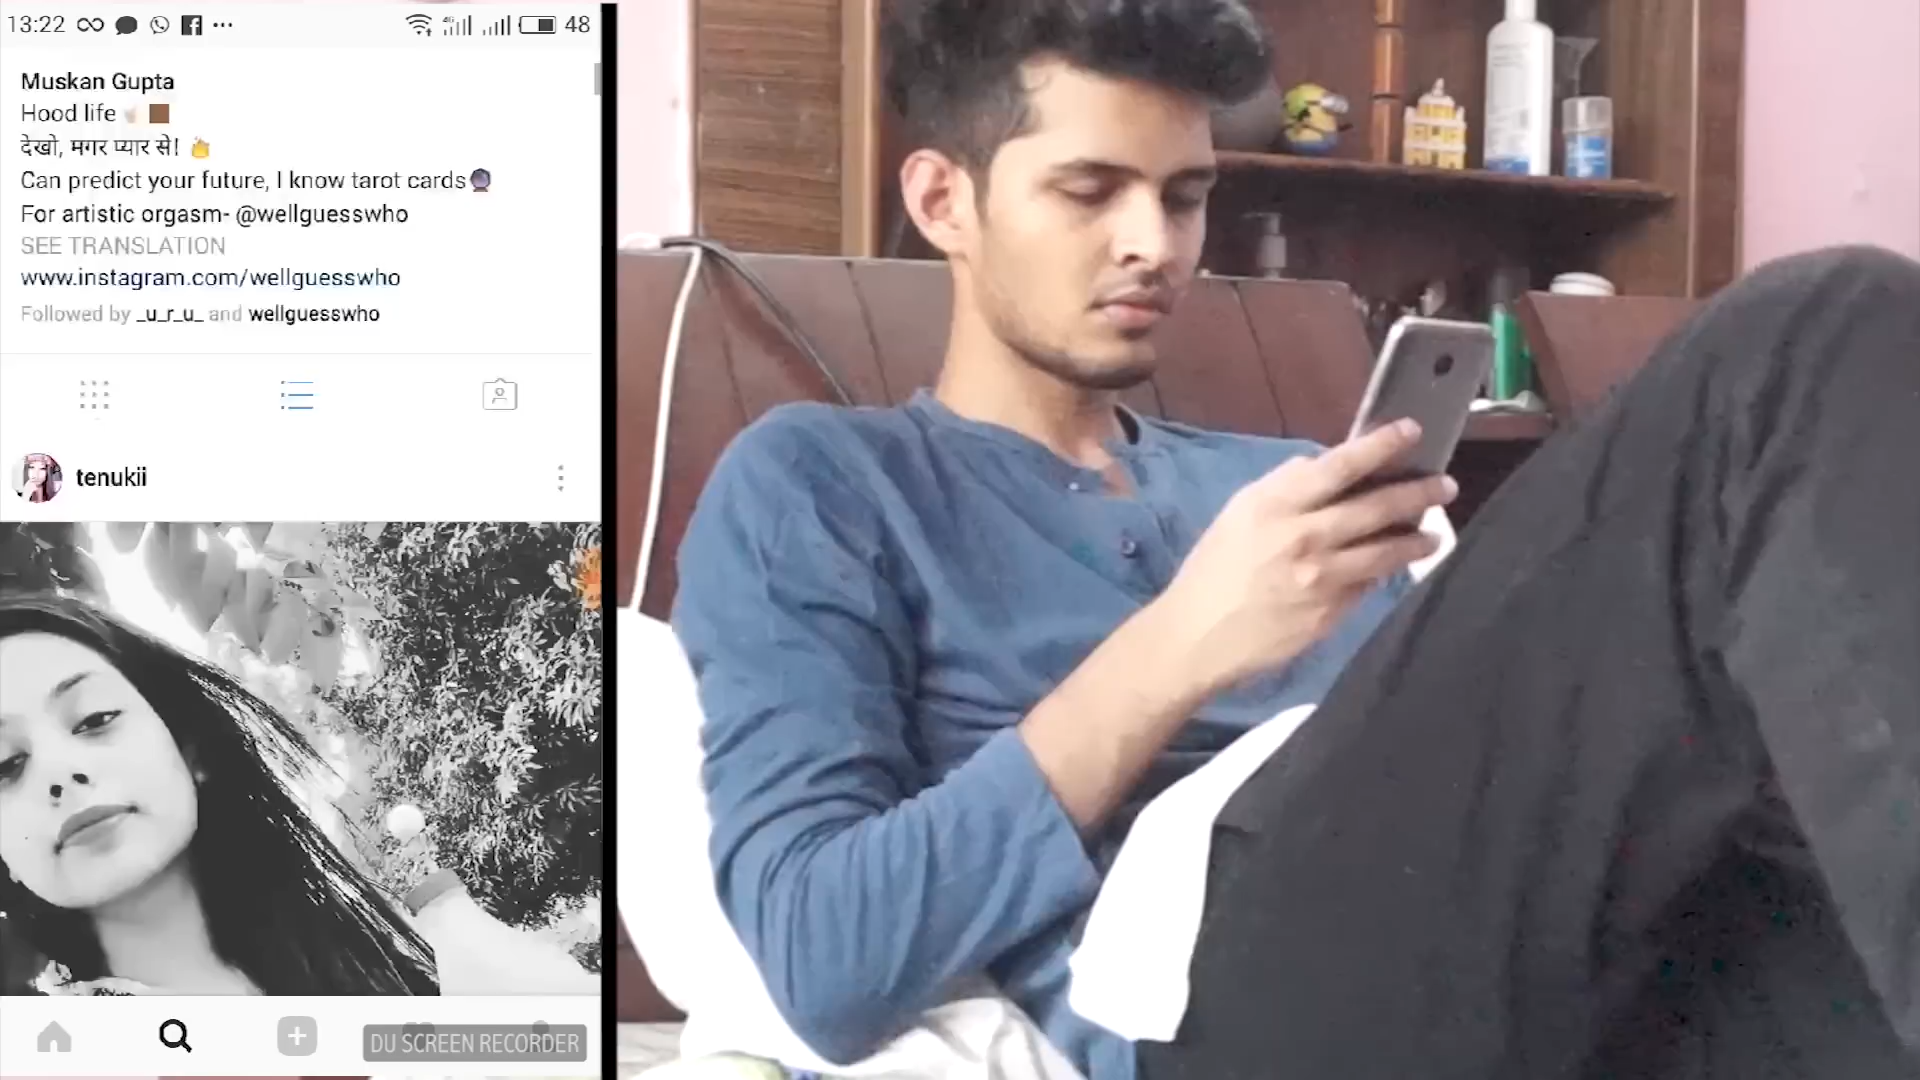 13:22 48
Muskan Gupta
Hood life
देखो, मगर प्यार से!
Can predict your future, I know tarot cards
For artistic orgasm- @wellguesswho
SEE TRANSLATION
www.instagram.com/wellguesswho
Followed by _u_r_u_ and wellguesswho
tenukii
DU SCREEN RECORDER